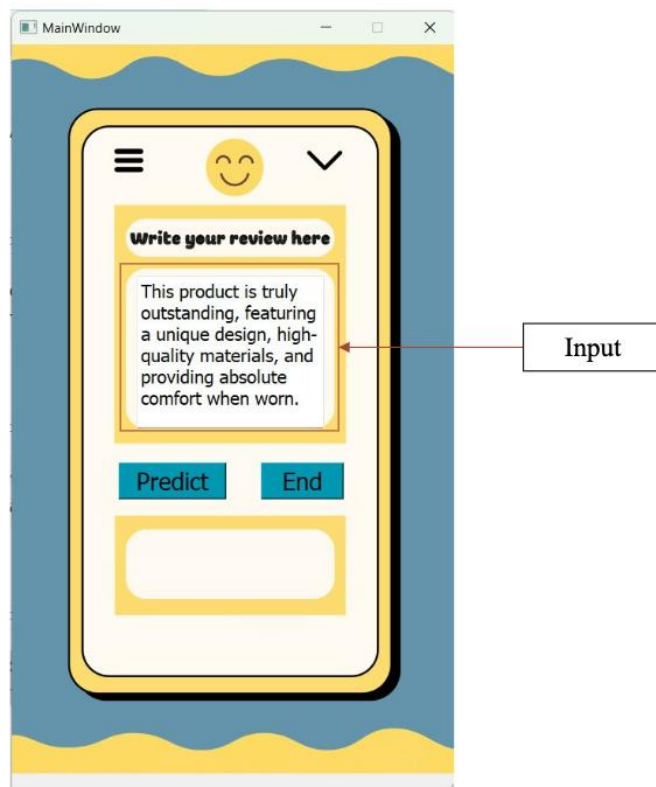 MainWindow
Write your review here
This product is truly
outstanding, featuring
a unique design, high-
quality materials, and
providing absolute
comfort when worn.
Input
Predict
End